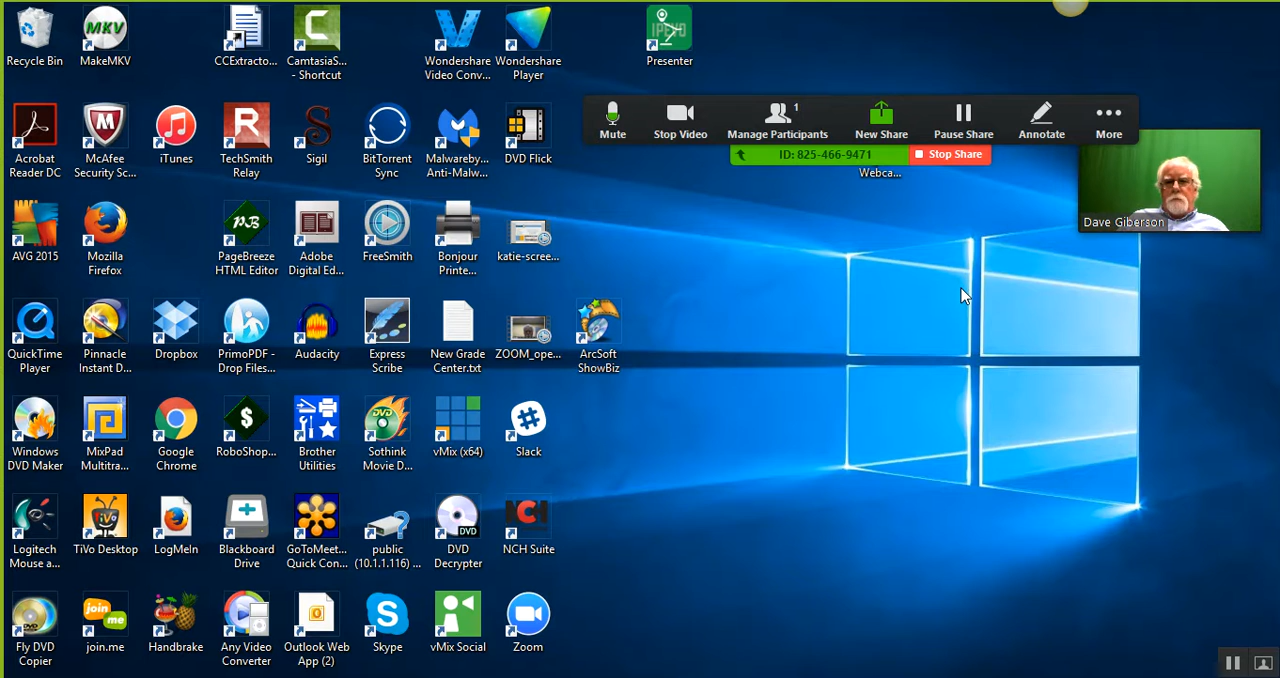 Recycle Bin
MakeMKV
CCExtracto...
CamtasiaS...
- Shortcut
Wondershare
Video Conv...
Wondershare
Player
IPEVO
Presenter
Mute
Stop Video
1
Manage Participants
New Share
Pause Share
Annotate
More
ID: 825-466-9471
Stop Share
Webca...
Dave Giberson
Acrobat
Reader DC
McAfee
Security Sc...
iTunes
TechSmith
Relay
Sigil
BitTorrent
Sync
Malwareby...
Anti-Malw...
DVD Flick
AVG 2015
Mozilla
Firefox
PageBreeze
HTML Editor
Adobe
Digital Ed...
FreeSmith
Bonjour
Printe...
katie-scree...
QuickTime
Player
Pinnacle
Instant D...
Dropbox
PrimoPDF -
Drop Files...
Audacity
Express
Scribe
New Grade
Center.txt
ZOOM_ope...
ArcSoft
ShowBiz
Windows
DVD Maker
MixPad
Multitra...
Google
Chrome
RoboShop...
Brother
Utilities
Sothink
Movie D...
vMix (x64)
Slack
Logitech
Mouse a...
TiVo Desktop
LogMeIn
Blackboard
Drive
GoToMeet...
Quick Con...
public
(10.1.1.116) ...
DVD
Decrypter
NCH Suite
Fly DVD
Copier
join.me
Handbrake
Any Video
Converter
Outlook Web
App (2)
Skype
vMix Social
Zoom